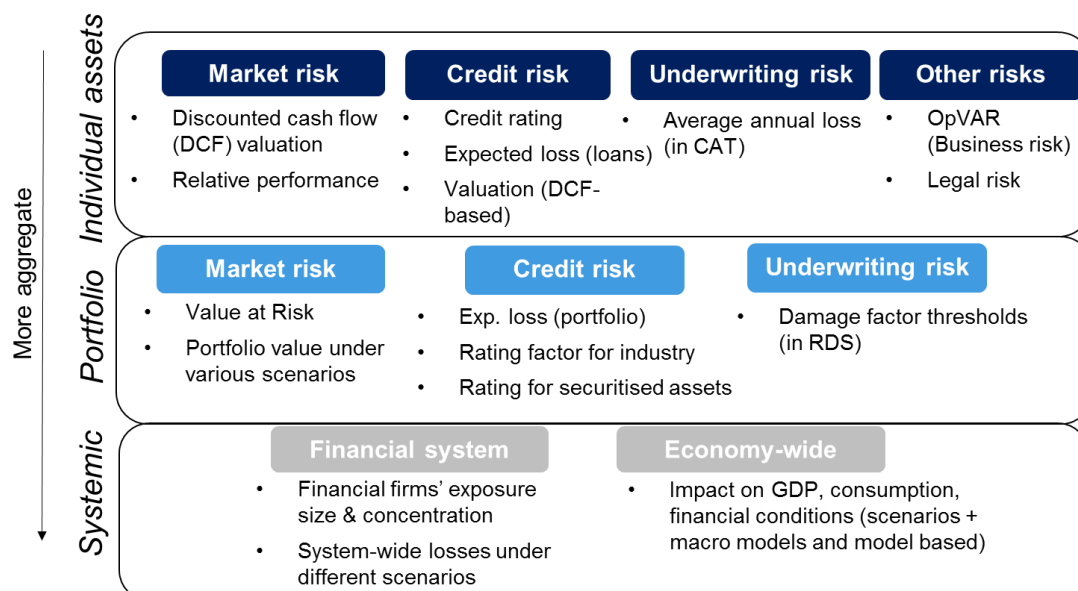 More aggregate
Individual assets
Market risk
• Discounted cash flow
(DCF) valuation
• Relative performance
Credit risk
• Credit rating
• Expected loss (loans)
• Valuation (DCF-
based)
Underwriting risk
• Average annual loss
(in CAT)
Other risks
• OpVAR
(Business risk)
• Legal risk
Portfolio
Market risk
• Value at Risk
• Portfolio value under
various scenarios
Credit risk
• Exp. loss (portfolio)
• Rating factor for industry
• Rating for securitised assets
Underwriting risk
• Damage factor thresholds
(in RDS)
Systemic
Financial system
• Financial firms’ exposure
size & concentration
• System-wide losses under
different scenarios
Economy-wide
• Impact on GDP, consumption,
financial conditions (scenarios +
macro models and model based)